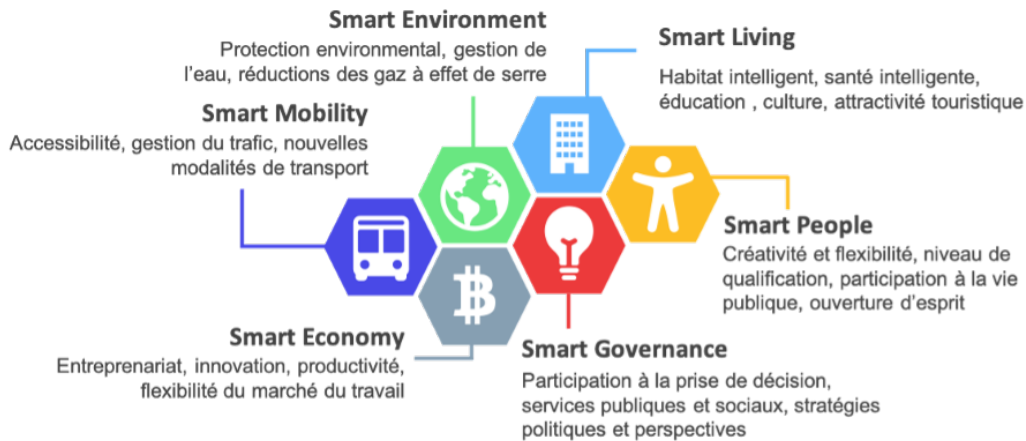 Smart Environment
Protection environmental, gestion de
l'eau, réductions des gaz à effet de serre
Smart Living
Habitat intelligent, santé intelligente,
éducation , culture, attractivité touristique
Smart Mobility
Accessibilité, gestion du trafic, nouvelles
modalités de transport
Smart People
Créativité et flexibilité, niveau de
qualification, participation à la vie
publique, ouverture d'esprit
Smart Economy
Entreprenariat, innovation, productivité,
flexibilité du marché du travail
Smart Governance
Participation à la prise de décision,
services publiques et sociaux, stratégies
politiques et perspectives